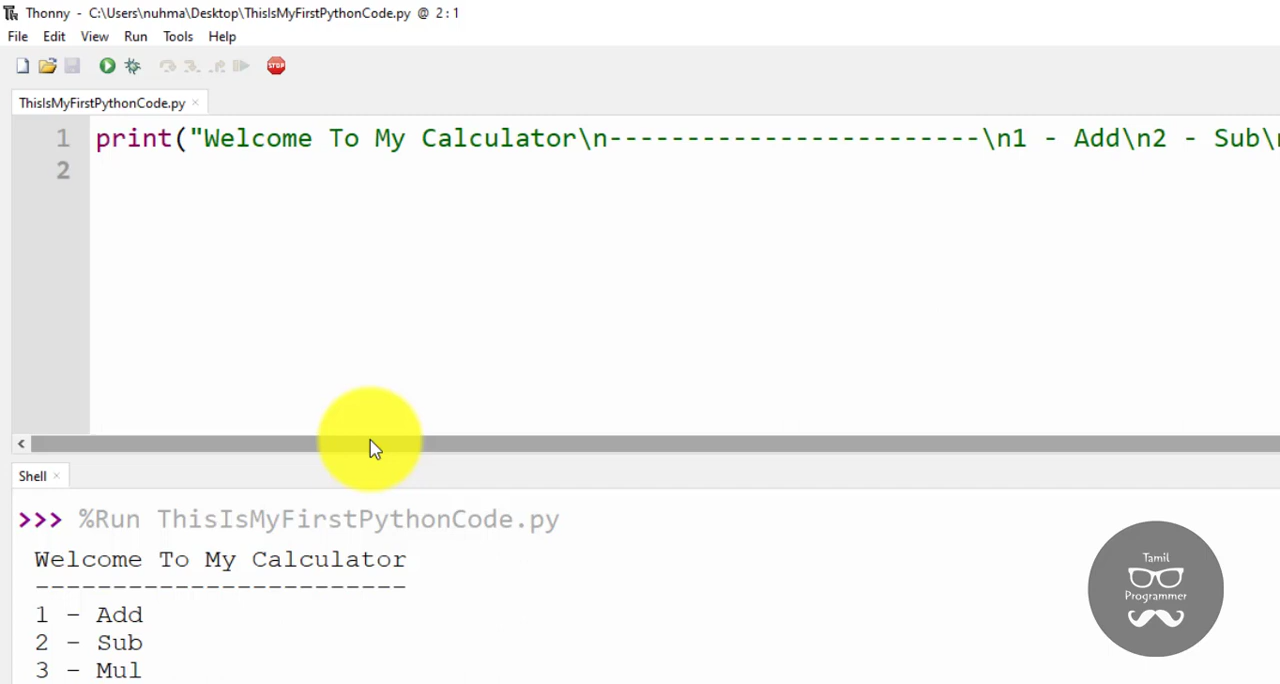 Thonny - C:\Users\nuhma\Desktop\ThisIsMyFirstPythonCode.py @ 2 : 1
File Edit View Run Tools Help
STOP
ThisIsMyFirstPythonCode.py ×
1 print("Welcome To My Calculator\n------------------------\n1 - Add\n2 - Sub\n
2
Shell ×
>>> %Run ThisIsMyFirstPythonCode.py
Welcome To My Calculator
------------------------
1 - Add
2 - Sub
3 - Mul
Tamil
Programmer